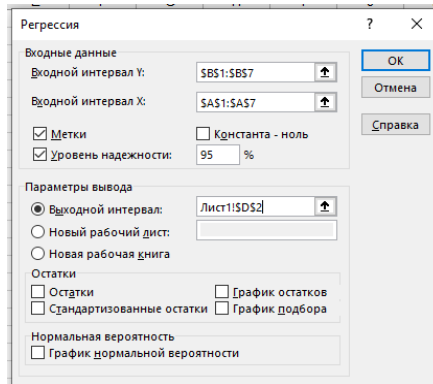 Регрессия ? ×
Входные данные
Входной интервал Y: $B$1:$B$7
Входной интервал X: $A$1:$A$7
Метки Константа - ноль
Уровень надежности: 95 %
ОК
Отмена
Справка
Параметры вывода
Выходной интервал: Лист1!$D$2
Новый рабочий лист:
Новая рабочая книга
Остатки
Остатки График остатков
Стандартизованные остатки График подбора
Нормальная вероятность
График нормальной вероятности